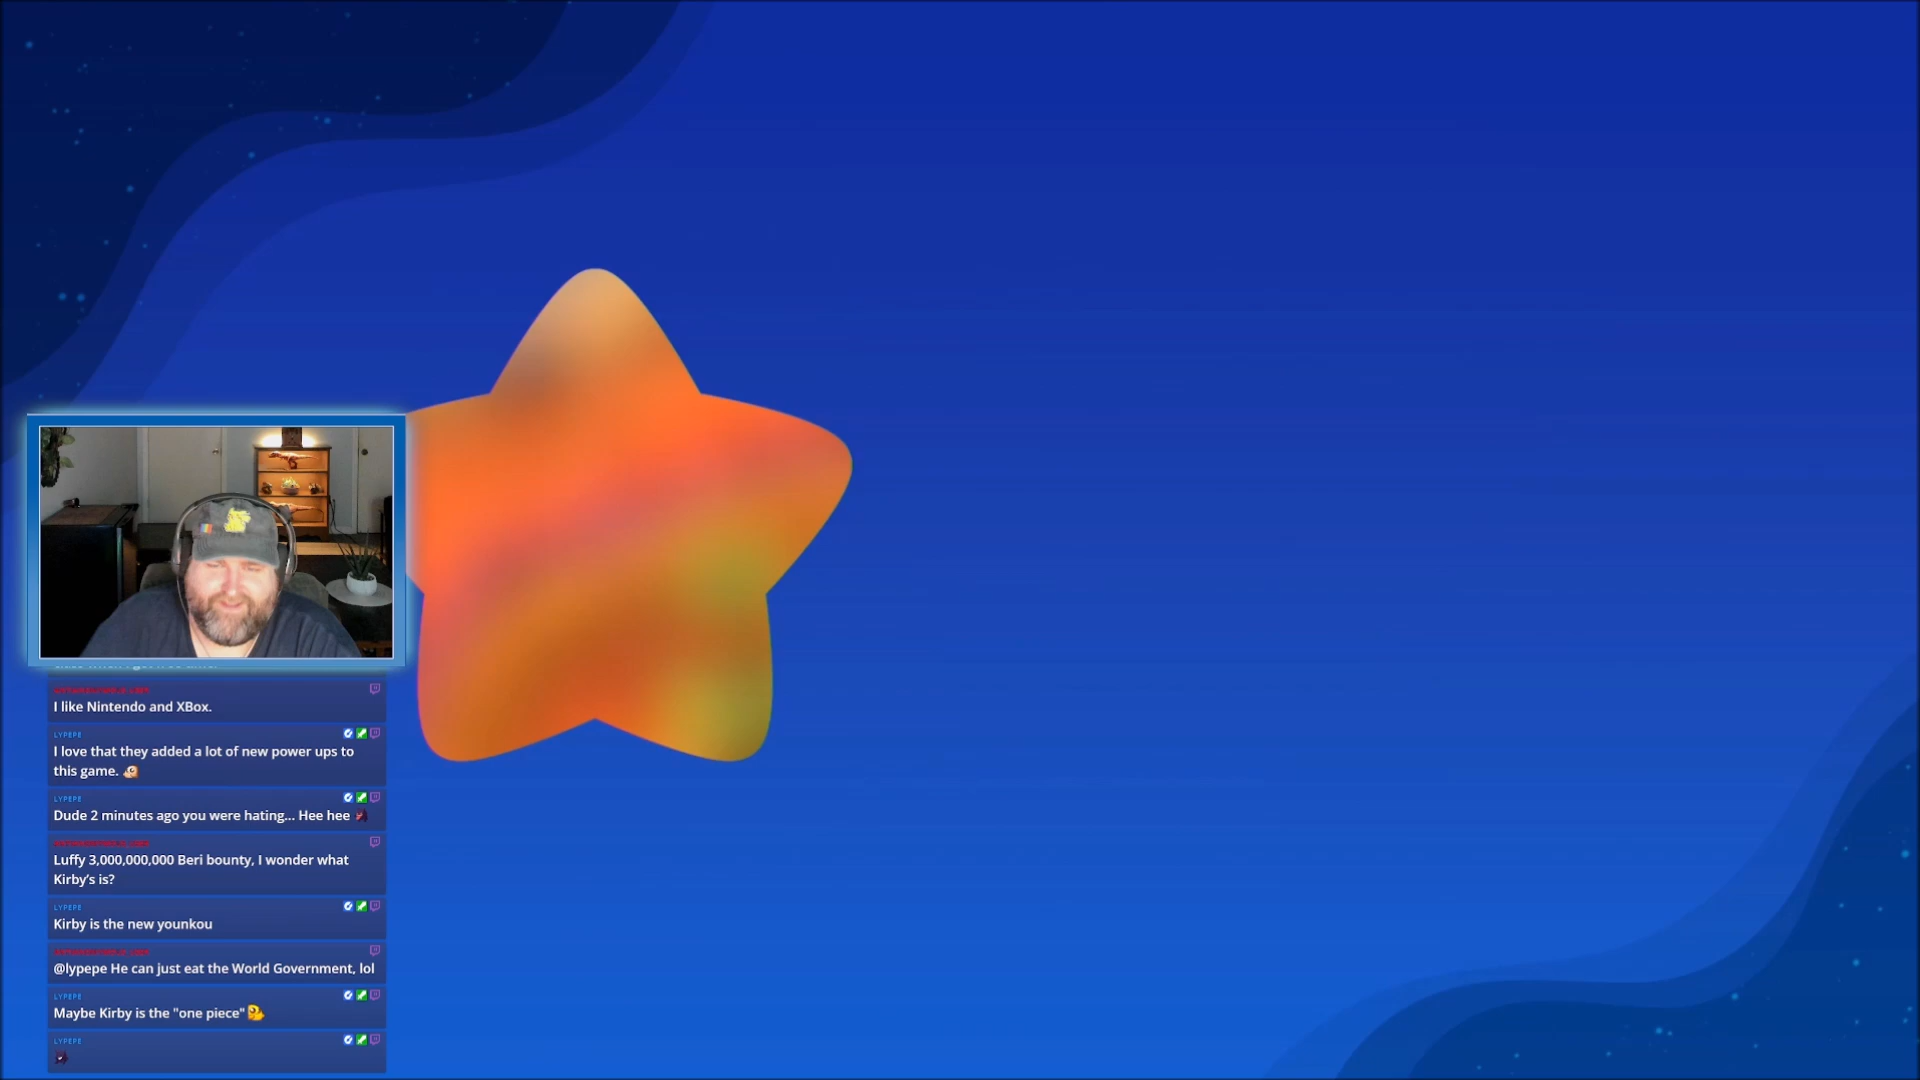 I like Nintendo and XBox.
LYPEPE
I love that they added a lot of new power ups to
this game.
LYPEPE
Dude 2 minutes ago you were hating... Hee hee
Luffy 3,000,000,000 Beri bounty, I wonder what
Kirby's is?
LYPEPE
Kirby is the new younkou
@lypepe He can just eat the World Government, lol
LYPEPE
Maybe Kirby is the "one piece"
LYPEPE